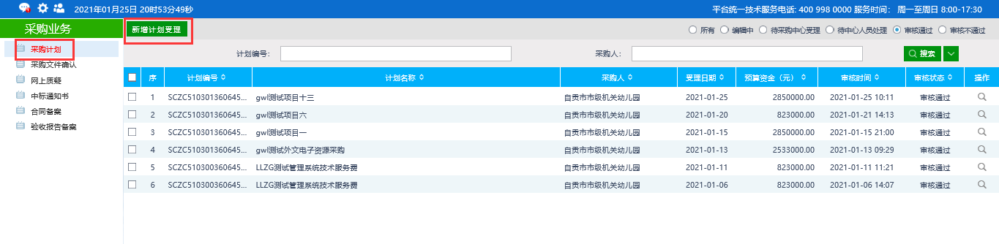 2021年01月25日 20时53分49秒 平台统一技术服务电话: 400 998 0000 服务时间： 周一至周日 8:00-17:30
采购业务
新增计划受理 所有 编辑中 待采购中心受理 待中心人员处理 审核通过 审核不通过
采购计划
采购文件确认
网上质疑
中标通知书
合同备案
验收报告备案
计划编号： 采购人： 搜索
序 计划编号 计划名称 采购人 受理日期 预算资金（元） 审核时间 审核状态 操作
1 SCZC510301360645... gwl测试项目十三 自贡市市级机关幼儿园 2021-01-25 2850000.00 2021-01-25 10:11 审核通过
2 SCZC510301360645... gwl测试项目六 自贡市市级机关幼儿园 2021-01-20 823000.00 2021-01-21 14:13 审核通过
3 SCZC510301360645... gwl测试项目一 自贡市市级机关幼儿园 2021-01-15 2850000.00 2021-01-15 21:00 审核通过
4 SCZC510301360645... gwl测试外文电子资源采购 自贡市市级机关幼儿园 2021-01-13 2533000.00 2021-01-13 09:29 审核通过
5 SCZC510300360645... LLZG测试管理系统技术服务费 自贡市市级机关幼儿园 2021-01-11 823000.00 2021-01-11 11:21 审核通过
6 SCZC510300360645... LLZG测试管理系统技术服务费 自贡市市级机关幼儿园 2021-01-06 823000.00 2021-01-06 14:07 审核通过